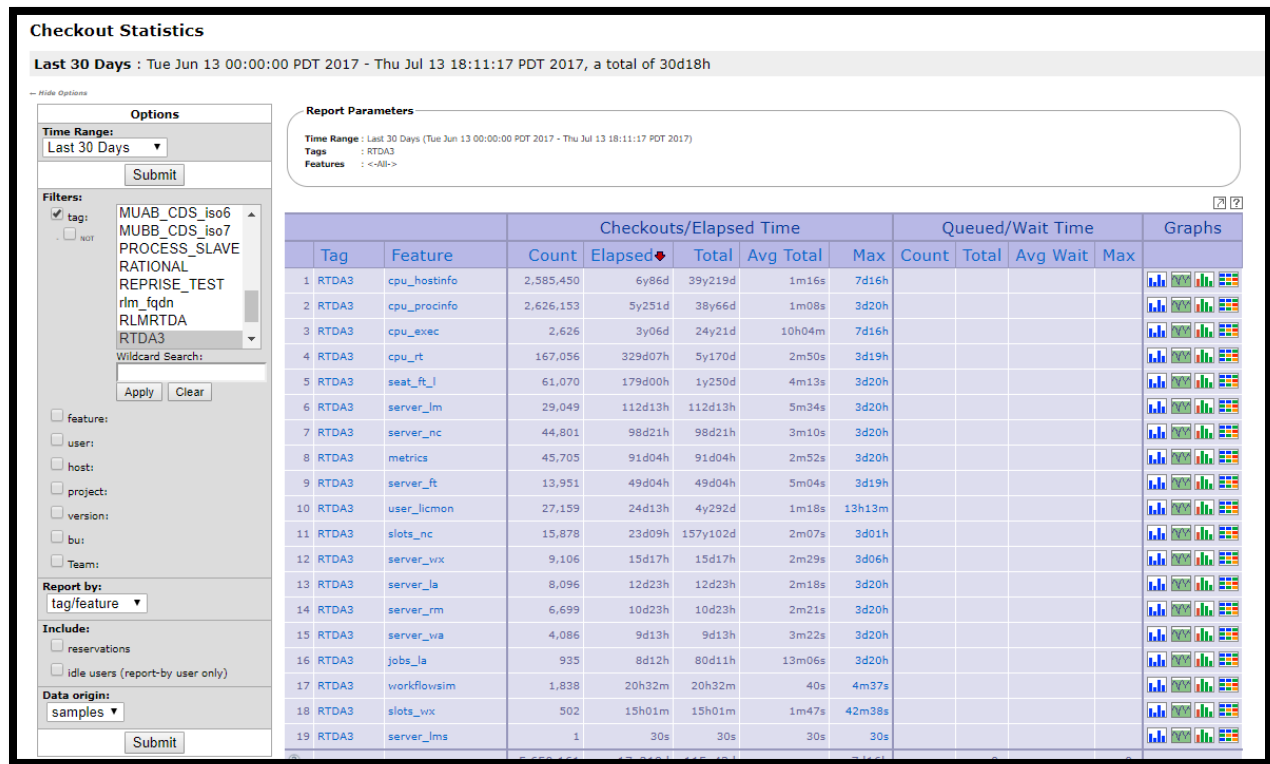 Checkout Statistics
Last 30 Days : Tue Jun 13 00:00:00 PDT 2017 - Thu Jul 13 18:11:17 PDT 2017, a total of 30d18h
← Hide Options
Options
Time Range:
Last 30 Days ▼
Submit
Filters:
tag:
NOT
MUAB_CDS_iso6
MUBB_CDS_iso7
PROCESS_SLAVE
RATIONAL
REPRISE_TEST
rlm_fqdn
RLMRTDA
RTDA3
Wildcard Search:
Apply Clear
feature:
user:
host:
project:
version:
bu:
Team:
Report by:
tag/feature ▼
Include:
reservations
idle users (report-by user only)
Data origin:
samples ▼
Submit
Report Parameters
Time Range : Last 30 Days (Tue Jun 13 00:00:00 PDT 2017 - Thu Jul 13 18:11:17 PDT 2017)
Tags : RTDA3
Features : <-All->
?
Checkouts/Elapsed Time Queued/Wait Time Graphs
Tag Feature Count Elapsed Total Avg Total Max Count Total Avg Wait Max
1 RTDA3 cpu_hostinfo 2,585,450 6y86d 39y219d 1m16s 7d16h
2 RTDA3 cpu_procinfo 2,626,153 5y251d 38y66d 1m08s 3d20h
3 RTDA3 cpu_exec 2,626 3y06d 24y21d 10h04m 7d16h
4 RTDA3 cpu_rt 167,056 329d07h 5y170d 2m50s 3d19h
5 RTDA3 seat_ft_l 61,070 179d00h 1y250d 4m13s 3d20h
6 RTDA3 server_lm 29,049 112d13h 112d13h 5m34s 3d20h
7 RTDA3 server_nc 44,801 98d21h 98d21h 3m10s 3d20h
8 RTDA3 metrics 45,705 91d04h 91d04h 2m52s 3d20h
9 RTDA3 server_ft 13,951 49d04h 49d04h 5m04s 3d19h
10 RTDA3 user_licmon 27,159 24d13h 4y292d 1m18s 13h13m
11 RTDA3 slots_nc 15,878 23d09h 157y102d 2m07s 3d01h
12 RTDA3 server_wx 9,106 15d17h 15d17h 2m29s 3d06h
13 RTDA3 server_la 8,096 12d23h 12d23h 2m18s 3d20h
14 RTDA3 server_rm 6,699 10d23h 10d23h 2m21s 3d20h
15 RTDA3 server_wa 4,086 9d13h 9d13h 3m22s 3d20h
16 RTDA3 jobs_la 935 8d12h 80d11h 13m06s 3d20h
17 RTDA3 workflowsim 1,838 20h32m 20h32m 40s 4m37s
18 RTDA3 slots_wx 502 15h01m 15h01m 1m47s 42m38s
19 RTDA3 server_lms 1 30s 30s 30s 30s